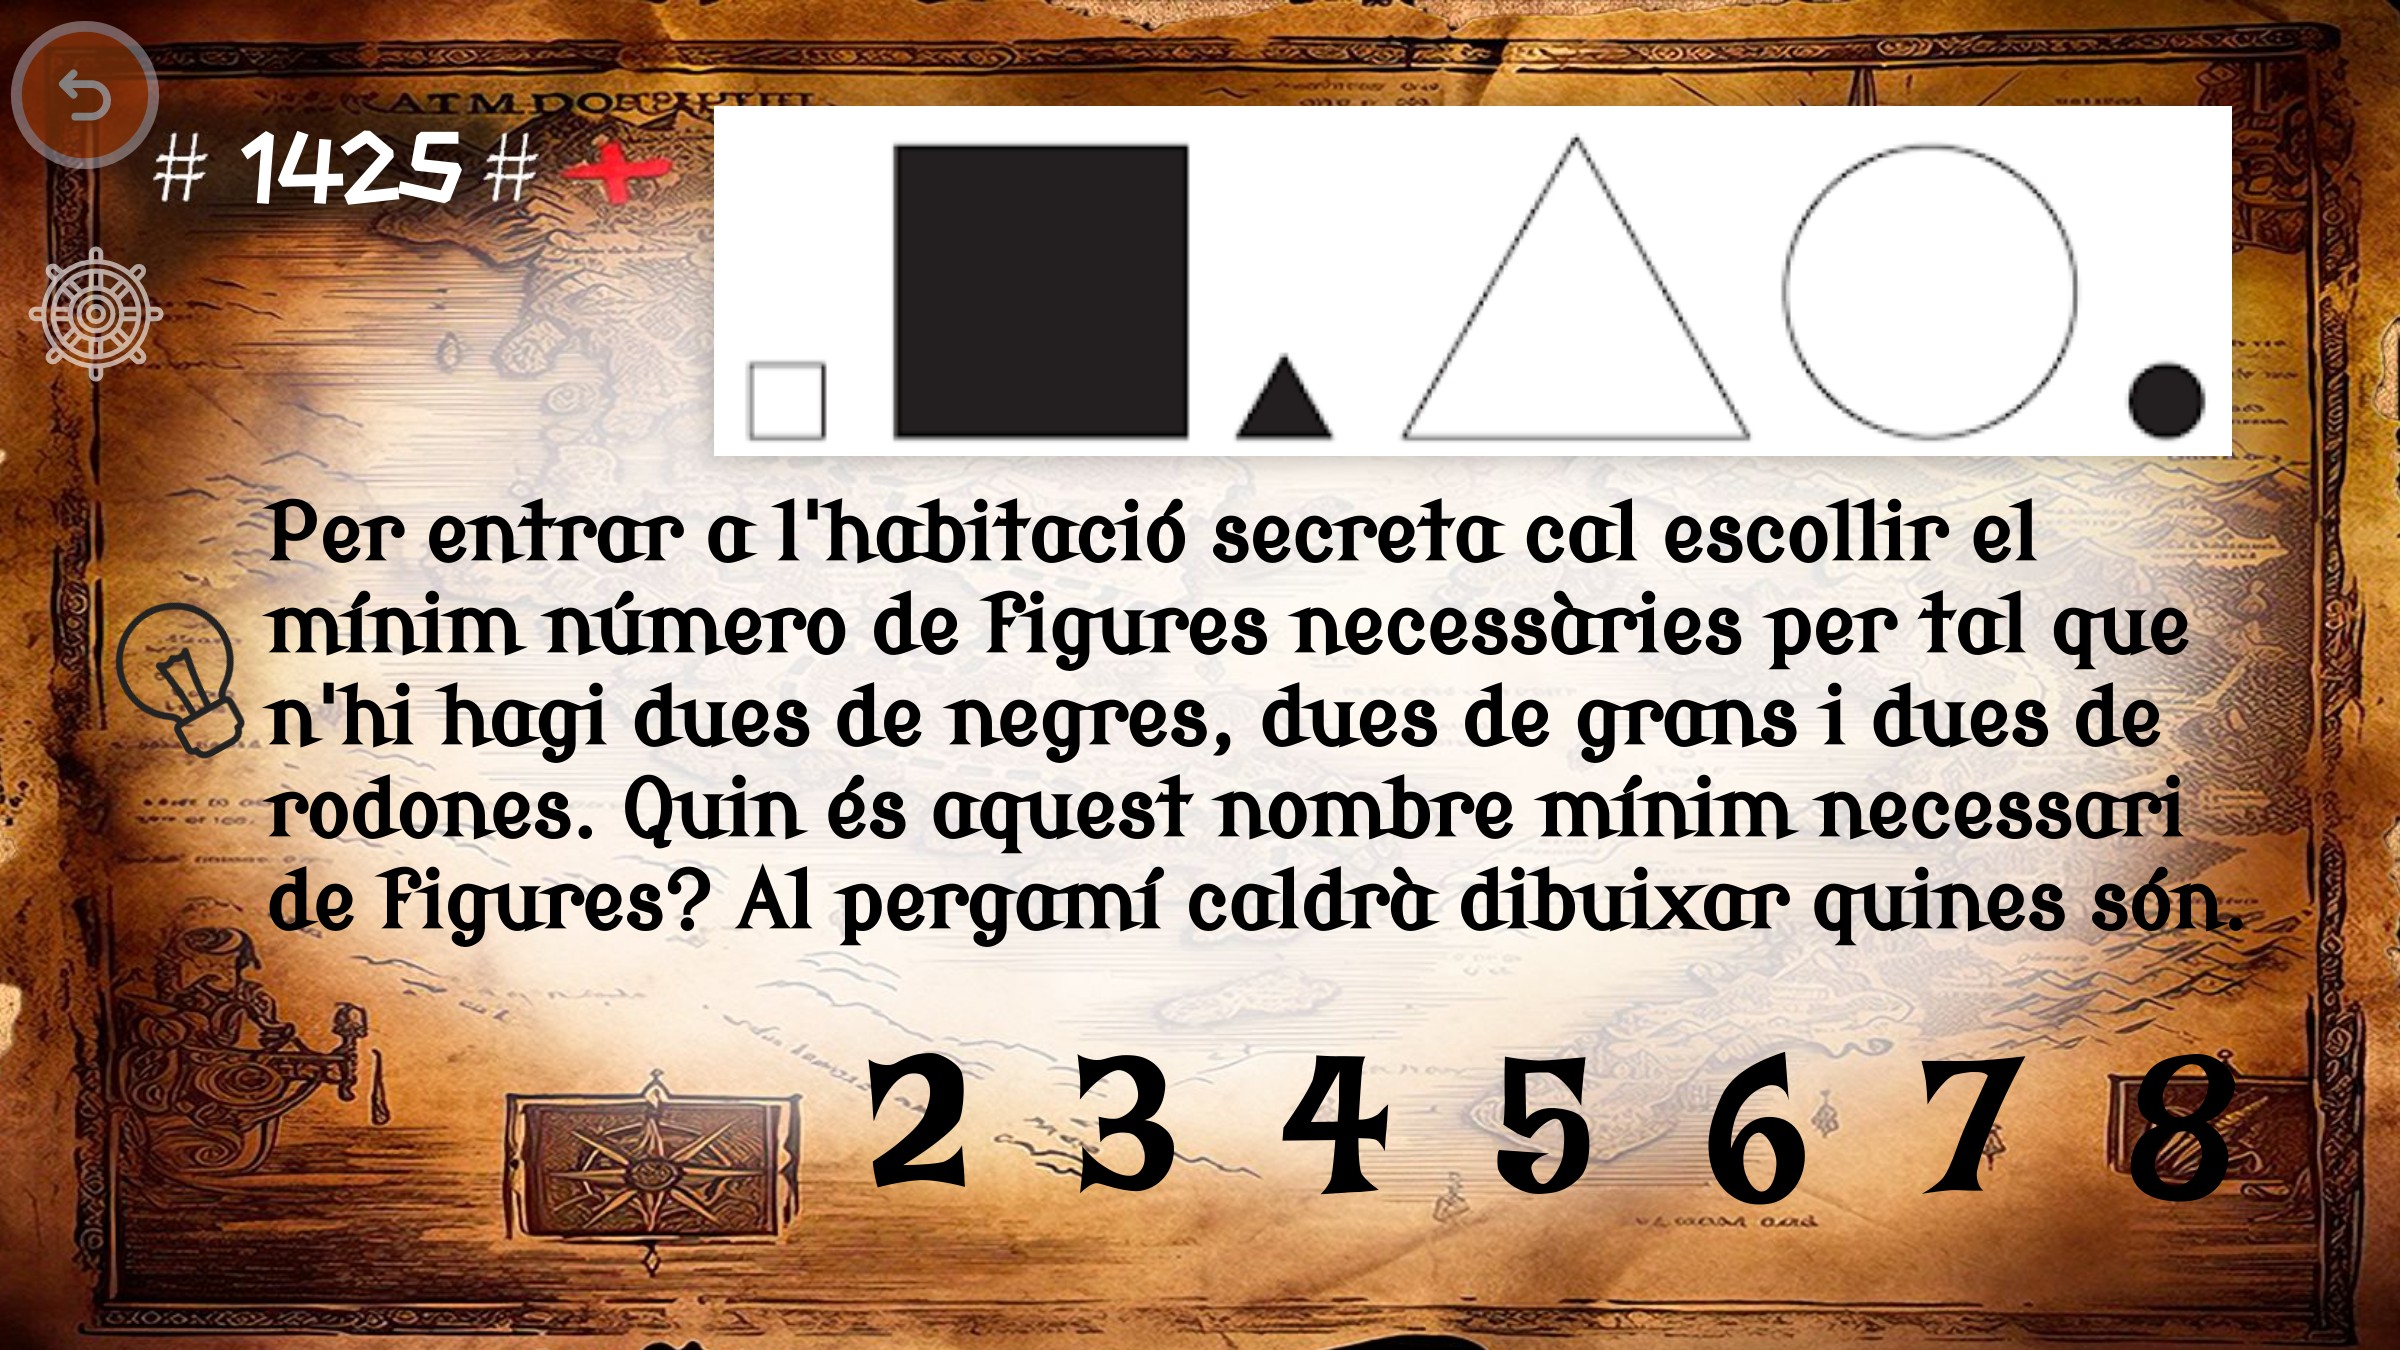 # 1425 #
Per entrar a l'habitació secreta cal escollir el
mínim número de figures necessàries per tal que
n'hi hagi dues de negres, dues de grans i dues de
rodones. Quin és aquest nombre mínim necessari
de figures? Al pergamí caldrà dibuixar quines són.
2 3 4 5 6 7 8